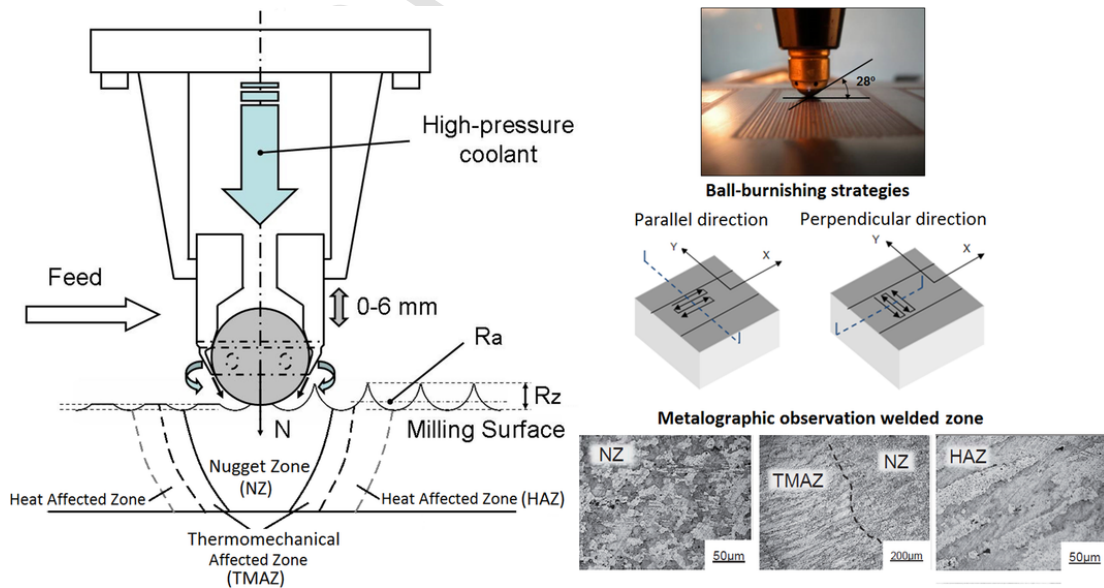 High-pressure
coolant
Feed
0-6 mm
Ra
Rz
N
Milling Surface
Nugget Zone
(NZ)
Heat Affected Zone
Heat Affected Zone (HAZ)
Thermomechanical
Affected Zone
(TMAZ)
28º
Ball-burnishing strategies
Parallel direction
Perpendicular direction
Y
X
Y
X
Metalographic observation welded zone
NZ
50µm
TMAZ
NZ
200µm
HAZ
50µm